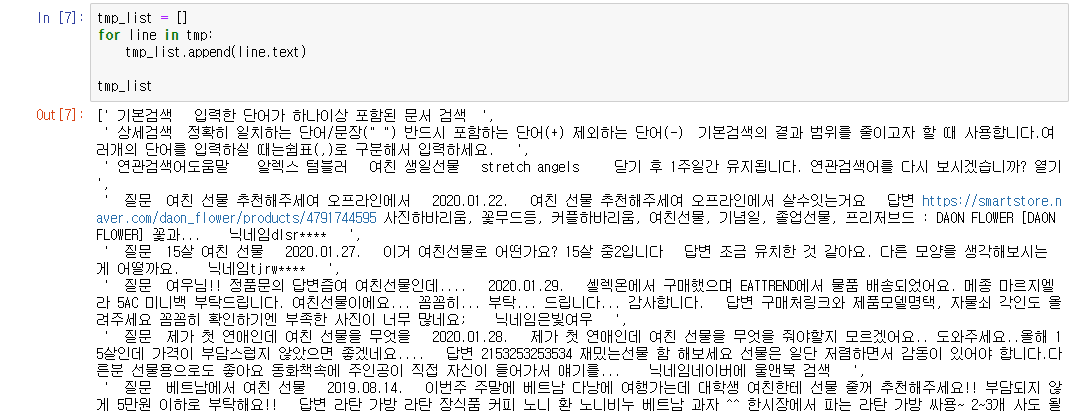 In [7]: tmp_list = []
for line in tmp:
    tmp_list.append(line.text)

tmp_list
Out[7]: [' 기본검색   입력한 단어가 하나이상 포함된 문서 검색  ',
' 상세검색  정확히 일치하는 단어/문장(" ") 반드시 포함하는 단어(+) 제외하는 단어(-)  기본검색의 결과 범위를 줄이고자 할 때 사용합니다.여
러개의 단어를 입력하실 때는쉼표(,)로 구분해서 입력하세요.   ',
' 연관검색어도움말    알렉스 텀블러   여친 생일선물   stretch angels    닫기 후 1주일간 유지됩니다. 연관검색어를 다시 보시겠습니까? 열기
',
'  질문  여친 선물 추천해주세여 오프라인에서   2020.01.22.   여친 선물 추천해주세여 오프라인에서 살수잇는거요   답변 https://smartstore.n
aver.com/daon_flower/products/4791744595 사진하바리움, 꽃무드등, 커플하바리움, 여친선물, 기념일, 졸업선물, 프리저브드 : DAON FLOWER [DAON
FLOWER] 꽃과...   닉네임dlsr****   ',
'  질문  15살 여친 선물   2020.01.27.   이거 여친선물로 어떤가요? 15살 중2입니다   답변 조금 유치한 것 같아요. 다른 모양을 생각해보시는
게 어떨까요.   닉네임tjrw****   ',
'  질문  여우님!! 정품문의 답변즘여 여친선물인데....   2020.01.29.   셀렉온에서 구매했으며 EATTREND에서 물품 배송되었어요. 메종 마르지엘
라 5AC 미니백 부탁드립니다. 여친선물이에요... 꼼꼼히... 부탁... 드립니다... 감사합니다.   답변 구매처링크와 제품모델명택, 자물쇠 각인도 올
려주세요 꼼꼼히 확인하기엔 부족한 사진이 너무 많네요;   닉네임은빛여우   ',
'  질문  제가 첫 연애인데 여친 선물을 무엇을   2020.01.28.   제가 첫 연애인데 여친 선물을 무엇을 줘야할지 모르겠어요.. 도와주세요..올해 1
5살인데 가격이 부담스럽지 않았으면 좋겠네요....   답변 2153253253534 재밌는선물 함 해보세요 선물은 일단 저렴하면서 감동이 있어야 합니다.다
른분 선물용으로도 좋아요 동화책속에 주인공이 직접 자신이 들어가서 얘기를...   닉네임네이버에 울앤북 검색   ',
'  질문  베트남에서 여친 선물   2019.08.14.   이번주 주말에 베트남 다낭에 여행가는데 대학생 여친한테 선물 줄꺼 추천해주세요!! 부담되지 않
게 5만원 이하로 부탁해요!!   답변 라탄 가방 라탄 장식품 커피 노니 환 노니비누 베트남 과자 ^^ 한시장에서 파는 라탄 가방 싸용~ 2~3개 사도 될